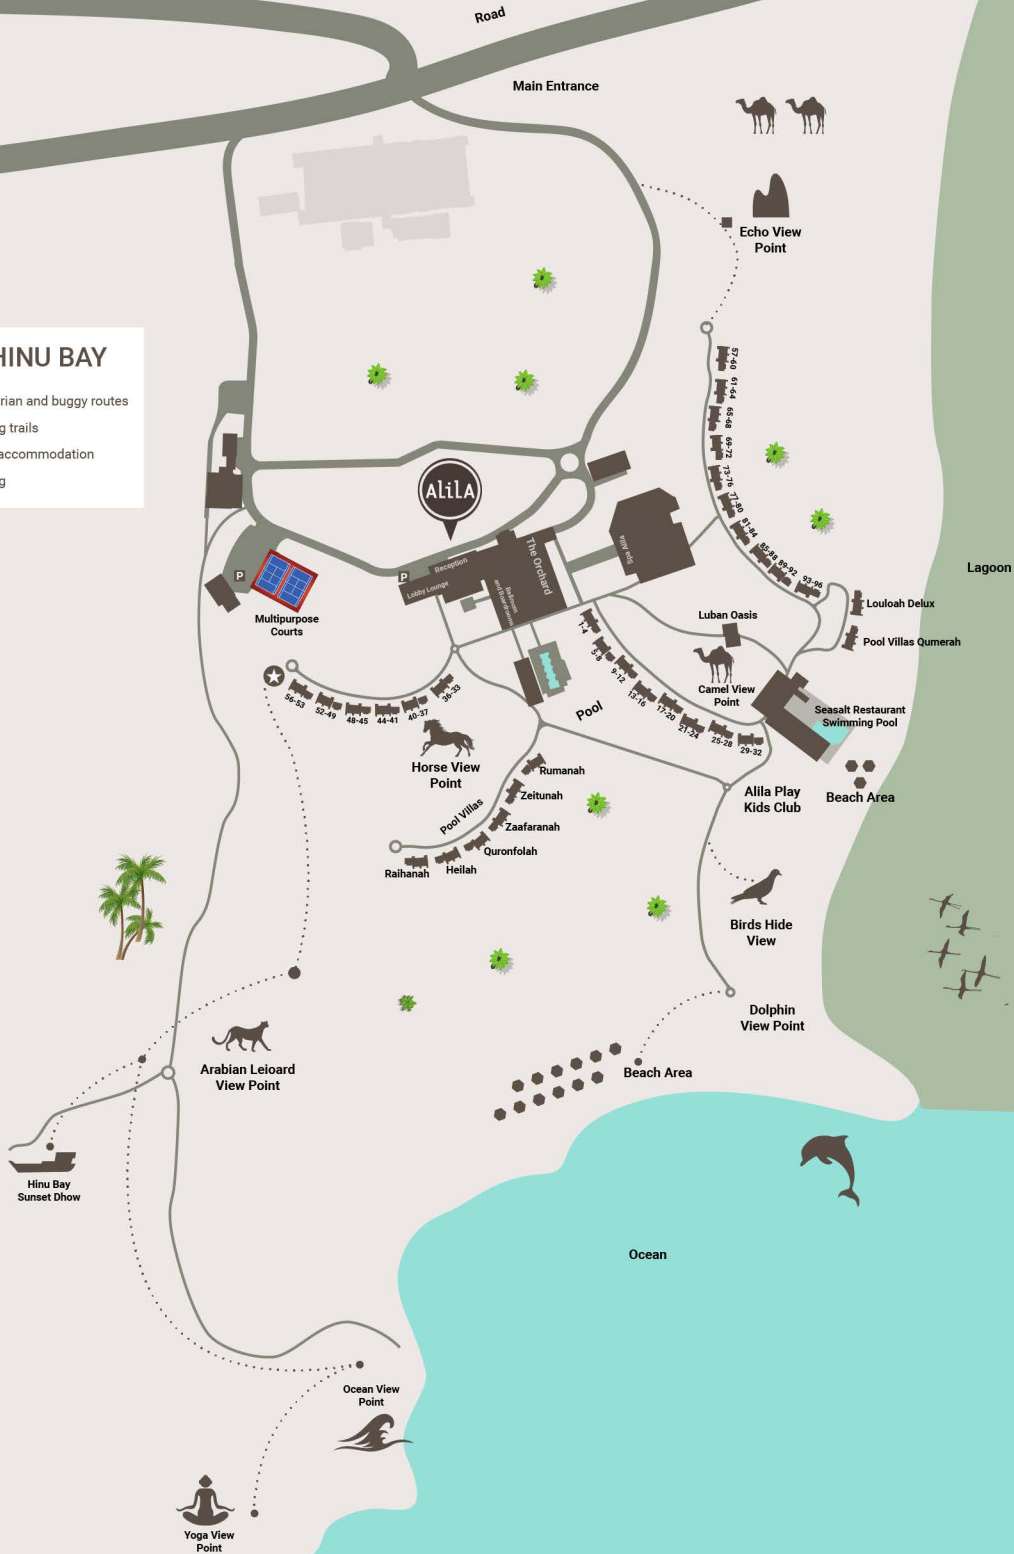 Road
Main Entrance
Echo View
Point
HINU BAY
rian and buggy routes
g trails
accommodation
g
57-60
61-64
65-68
69-72
73-76
77-80
81-84
85-88
89-92
93-96
ALILA
Lagoon
P
P
Reception
Lobby Lounge
The Orchard
Ballroom
and Boardrooms
Spa Alila
Multipurpose
Courts
Louloah Delux
Pool Villas Qumerah
Luban Oasis
Camel View
Point
1-4
5-8
9-12
13-16
17-20
21-24
25-28
29-32
Seasalt Restaurant
Swimming Pool
56-53
52-49
48-45
44-41
40-37
36-33
Pool
Horse View
Point
Alila Play
Kids Club
Beach Area
Rumanah
Zeitunah
Zaafaranah
Quronfolah
Heilah
Raihanah
Pool Villas
Birds Hide
View
Dolphin
View Point
Arabian Leioard
View Point
Beach Area
Hinu Bay
Sunset Dhow
Ocean
Ocean View
Point
Yoga View
Point